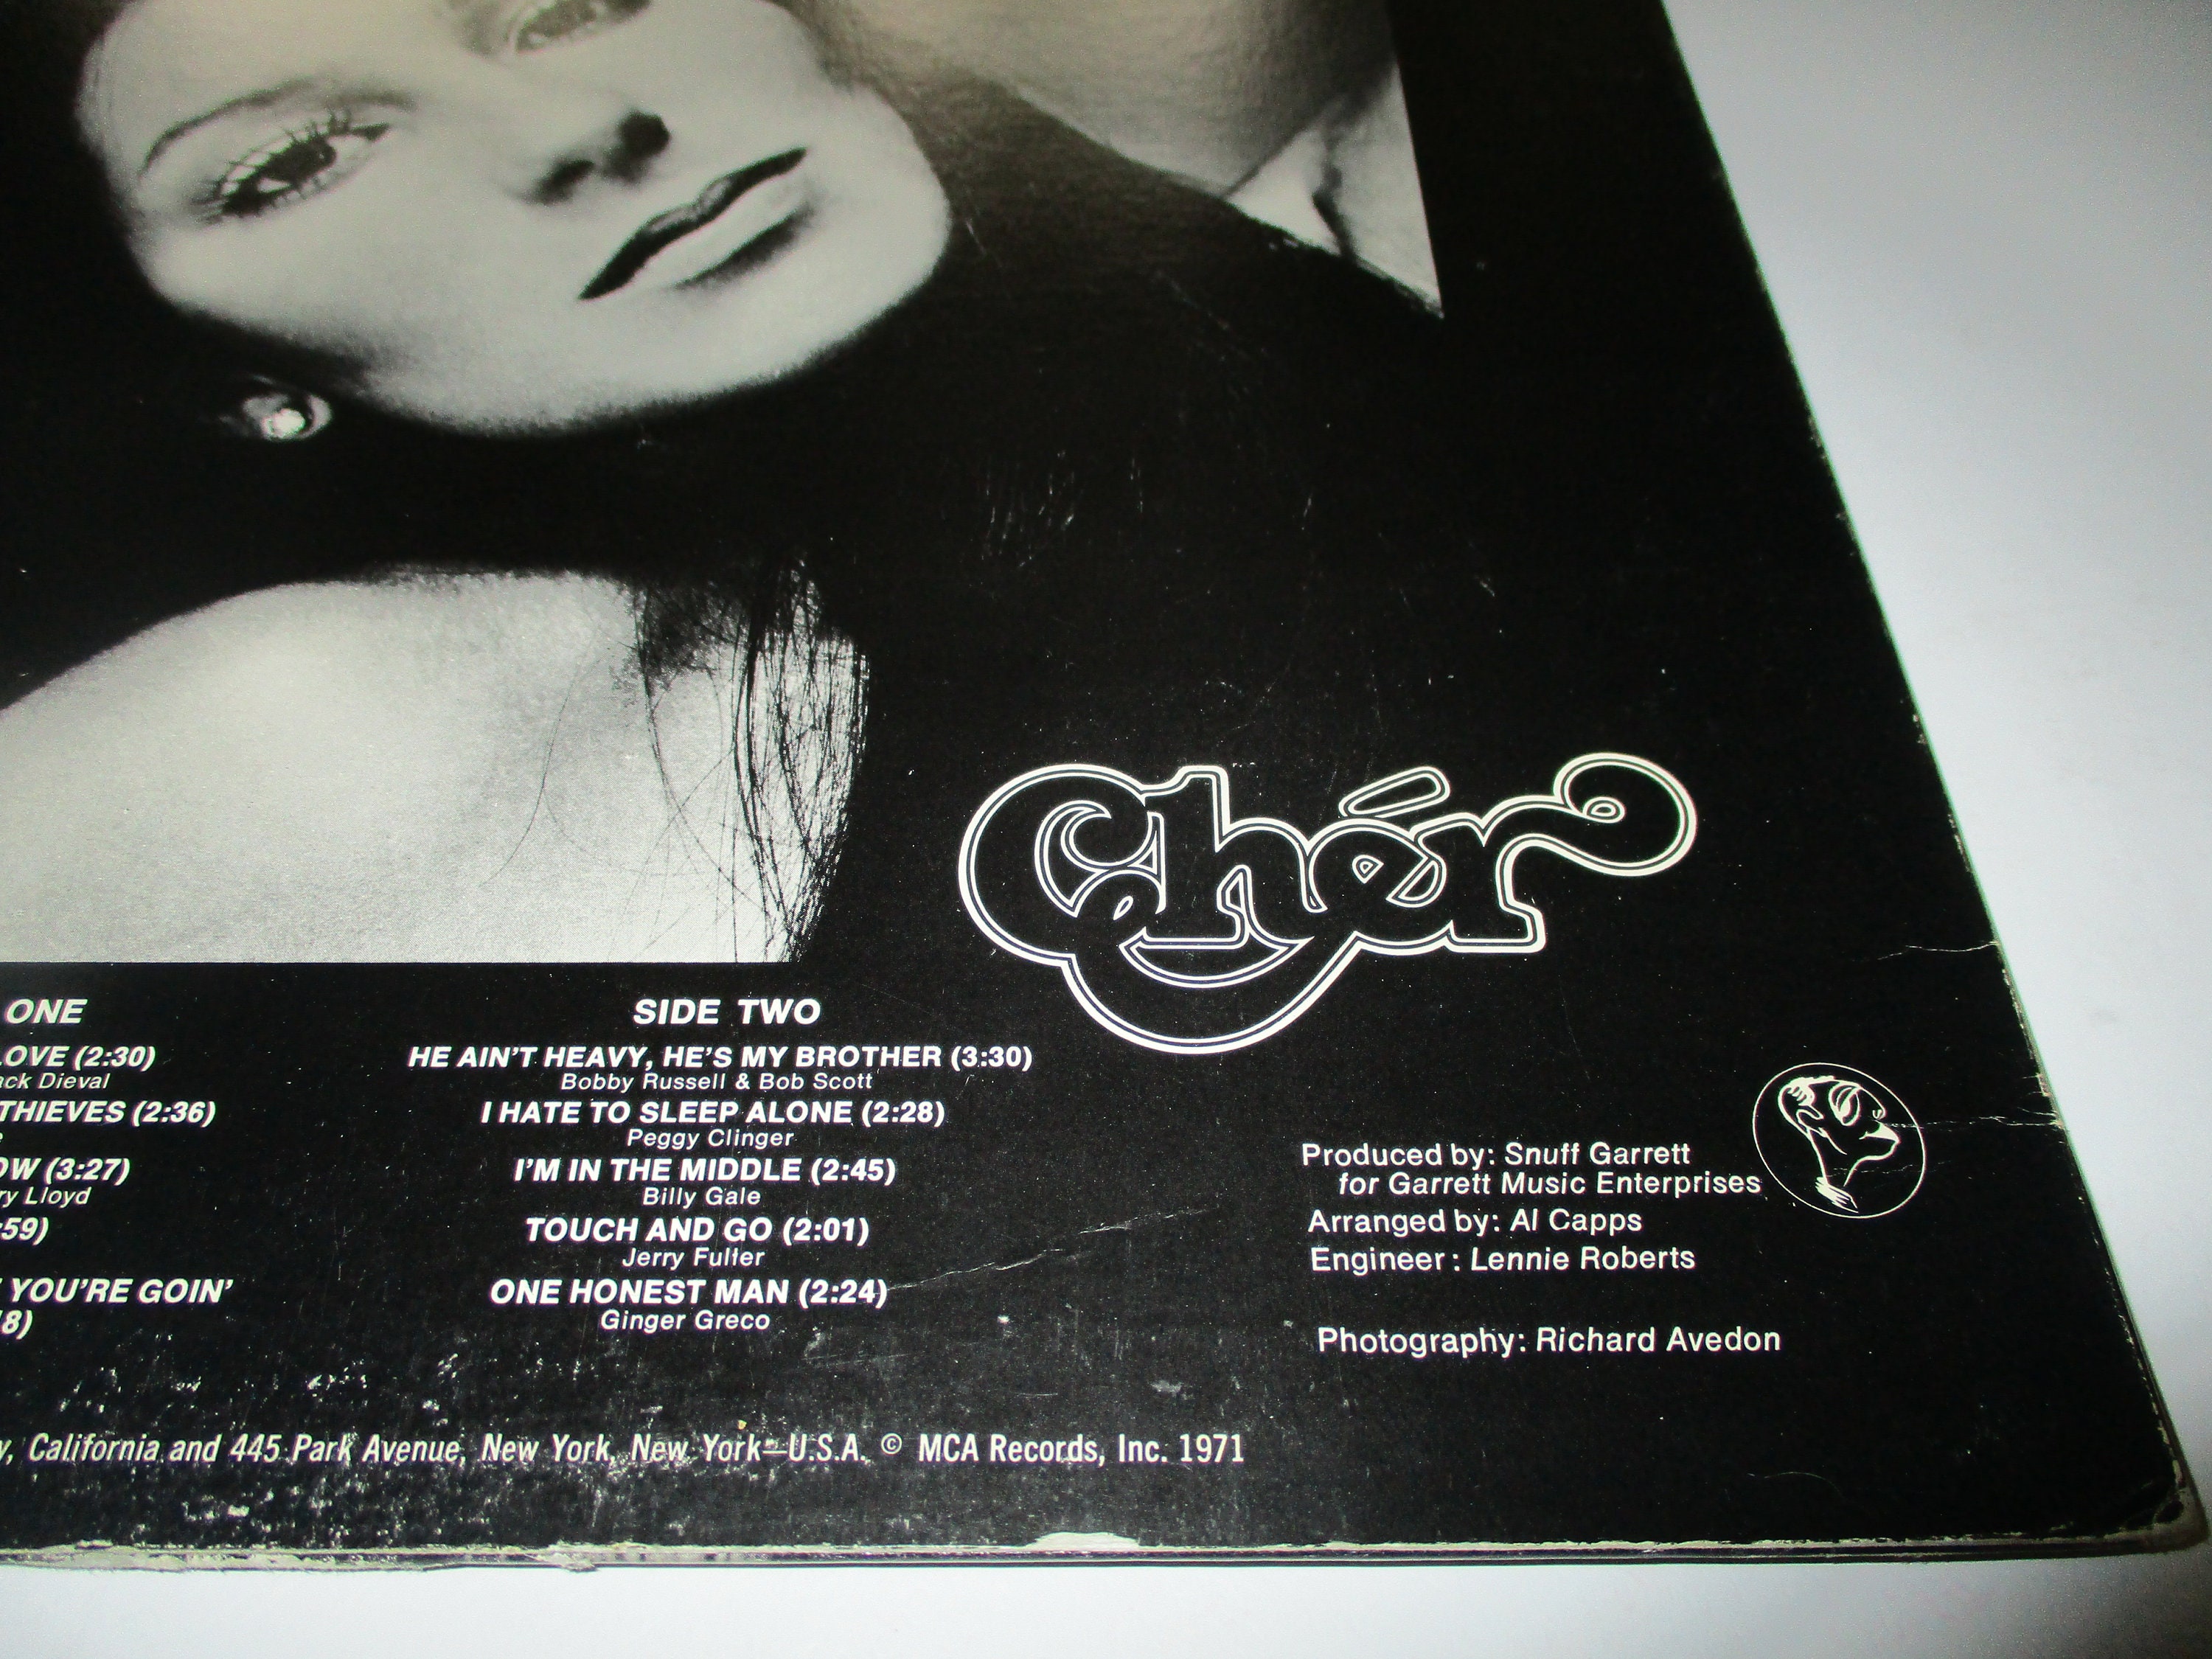 Chér
ONE
LOVE (2:30)
ack Dieval
THIEVES (2:36)
OW (3:27)
ry Lloyd
:59)
YOU'RE GOIN'
8)
SIDE TWO
HE AIN'T HEAVY, HE'S MY BROTHER (3:30)
Bobby Russell & Bob Scott
I HATE TO SLEEP ALONE (2:28)
Peggy Clinger
I'M IN THE MIDDLE (2:45)
Billy Gale
TOUCH AND GO (2:01)
Jerry Fuller
ONE HONEST MAN (2:24)
Ginger Greco
Produced by: Snuff Garrett
for Garrett Music Enterprises
Arranged by: Al Capps
Engineer: Lennie Roberts
Photography: Richard Avedon
y, California and 445 Park Avenue, New York, New York—U.S.A. © MCA Records, Inc. 1971